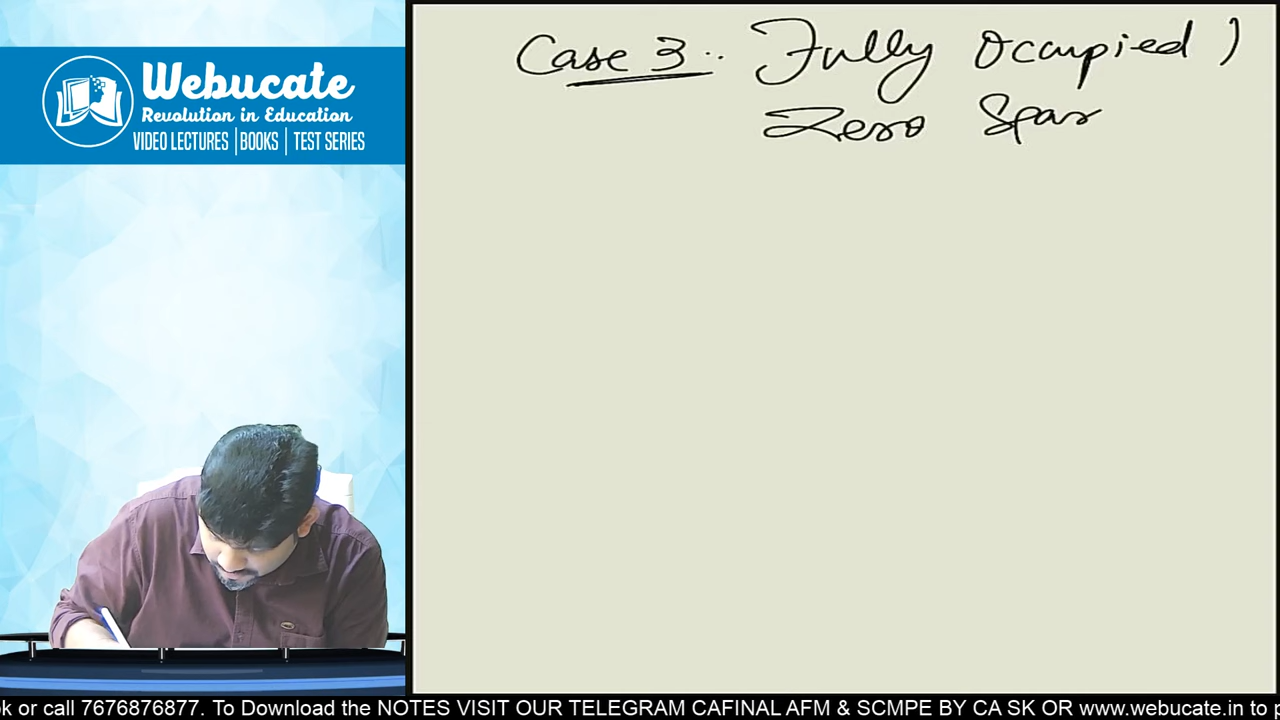 Webucate
Revolution in Education
VIDEO LECTURES | BOOKS | TEST SERIES
Case 3.. Fully Occupied )
Zero Spar
ok or call 7676876877. To Download the NOTES VISIT OUR TELEGRAM CAFINAL AFM & SCMPE BY CA SK OR www.webucate.in to p